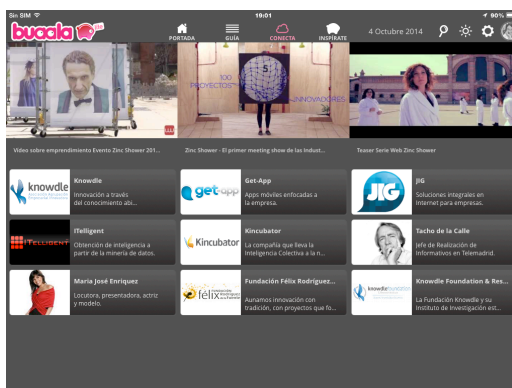 Sin SIM
19:01
90%
buaala
PORTADA
GUÍA
CONECTA
INSPÍRATE
4 Octubre 2014
100
PROYECTOS
INNOVADORES
Video sobre emprendimiento Evento Zinc Shower 201...
Zinc Shower - El primer meeting show de las Indust...
Teaser Serie Web Zinc Shower
knowdle
Knowdle
Innovación a través
del conocimiento abi...
get-app
Get-App
Apps móviles enfocadas a
la empresa.
JIG
JIG
Soluciones integrales en
Internet para empresas.
ITELLIGENT
ITelligent
Obtención de inteligencia a
partir de la minería de datos.
Kincubator
Kincubator
La compañía que lleva la
Inteligencia Colectiva a la n...
Tacho de la Calle
Jefe de Realización de
Informativos en Telemadrid.
María José Enriquez
Locutora, presentadora, actriz
y modelo.
félix
Fundación Félix Rodríguez...
Aunamos innovación con
tradición, con proyectos que fo...
knowdle foundation
Knowdle Foundation & Res...
La Fundación Knowdle y su
Instituto de Investigación est...